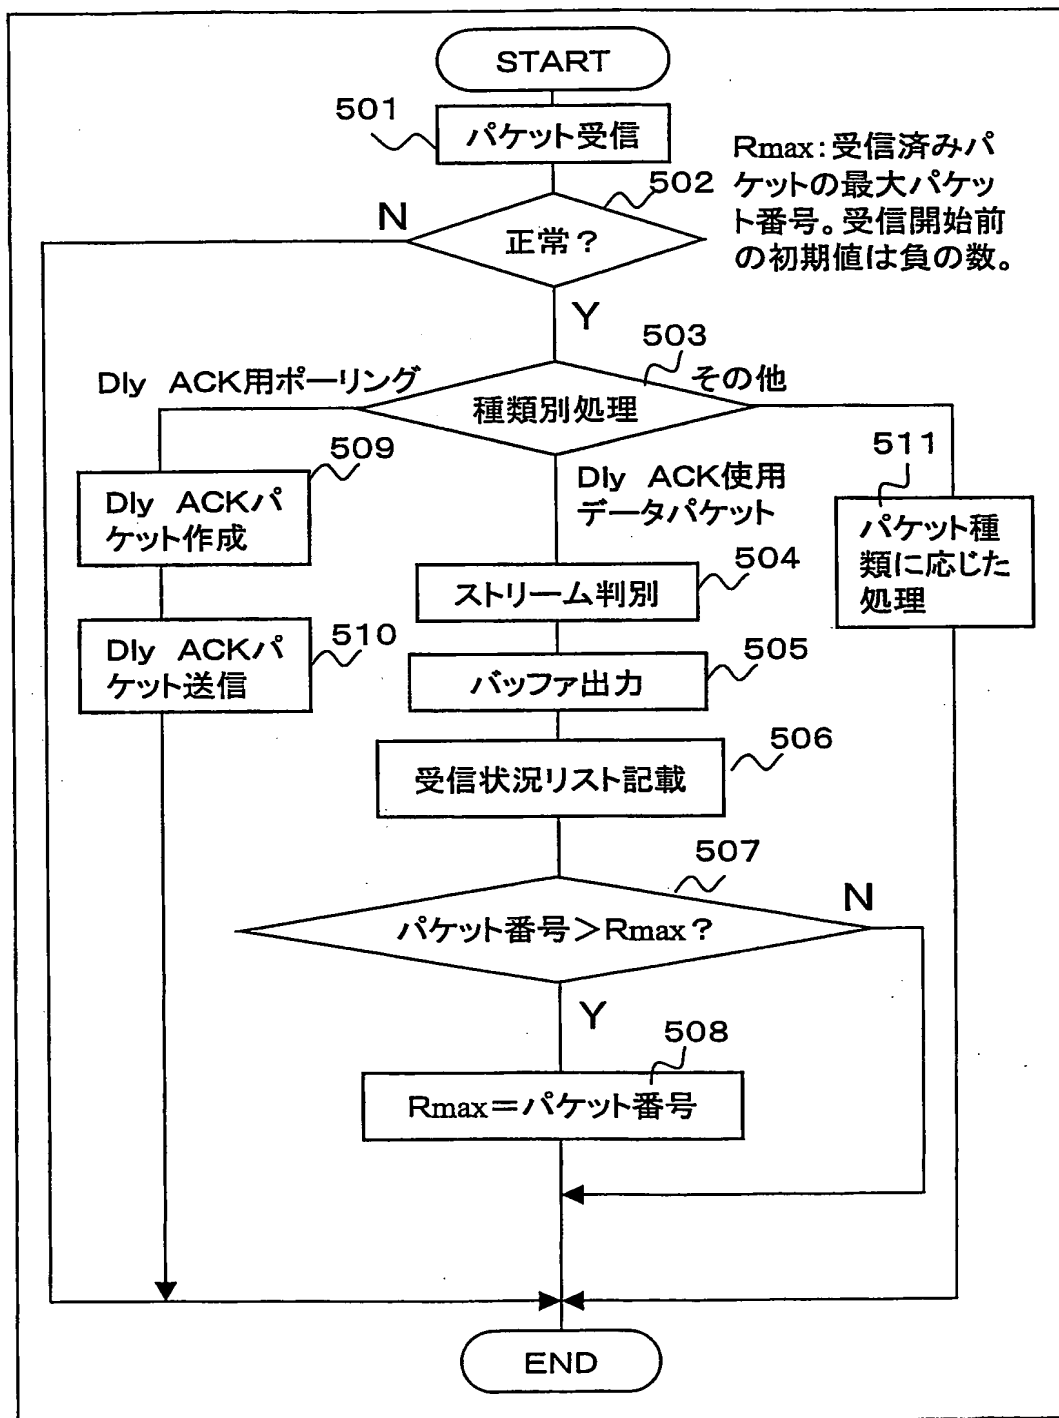 START
501
パケット受信
Rmax:受信済みパ
ケットの最大パケッ
ト番号。受信開始前
の初期値は負の数。
502
N
正常?
Y
503
Dly ACK用ポーリング
その他
種類別処理
509
Dly ACKパ
ケット作成
Dly ACK使用
データパケット
511
パケット種
類に応じた
処理
504
ストリーム判別
510
Dly ACKパ
ケット送信
505
バッファ出力
506
受信状況リスト記載
507
N
パケット番号>Rmax?
Y
508
Rmax=パケット番号
END